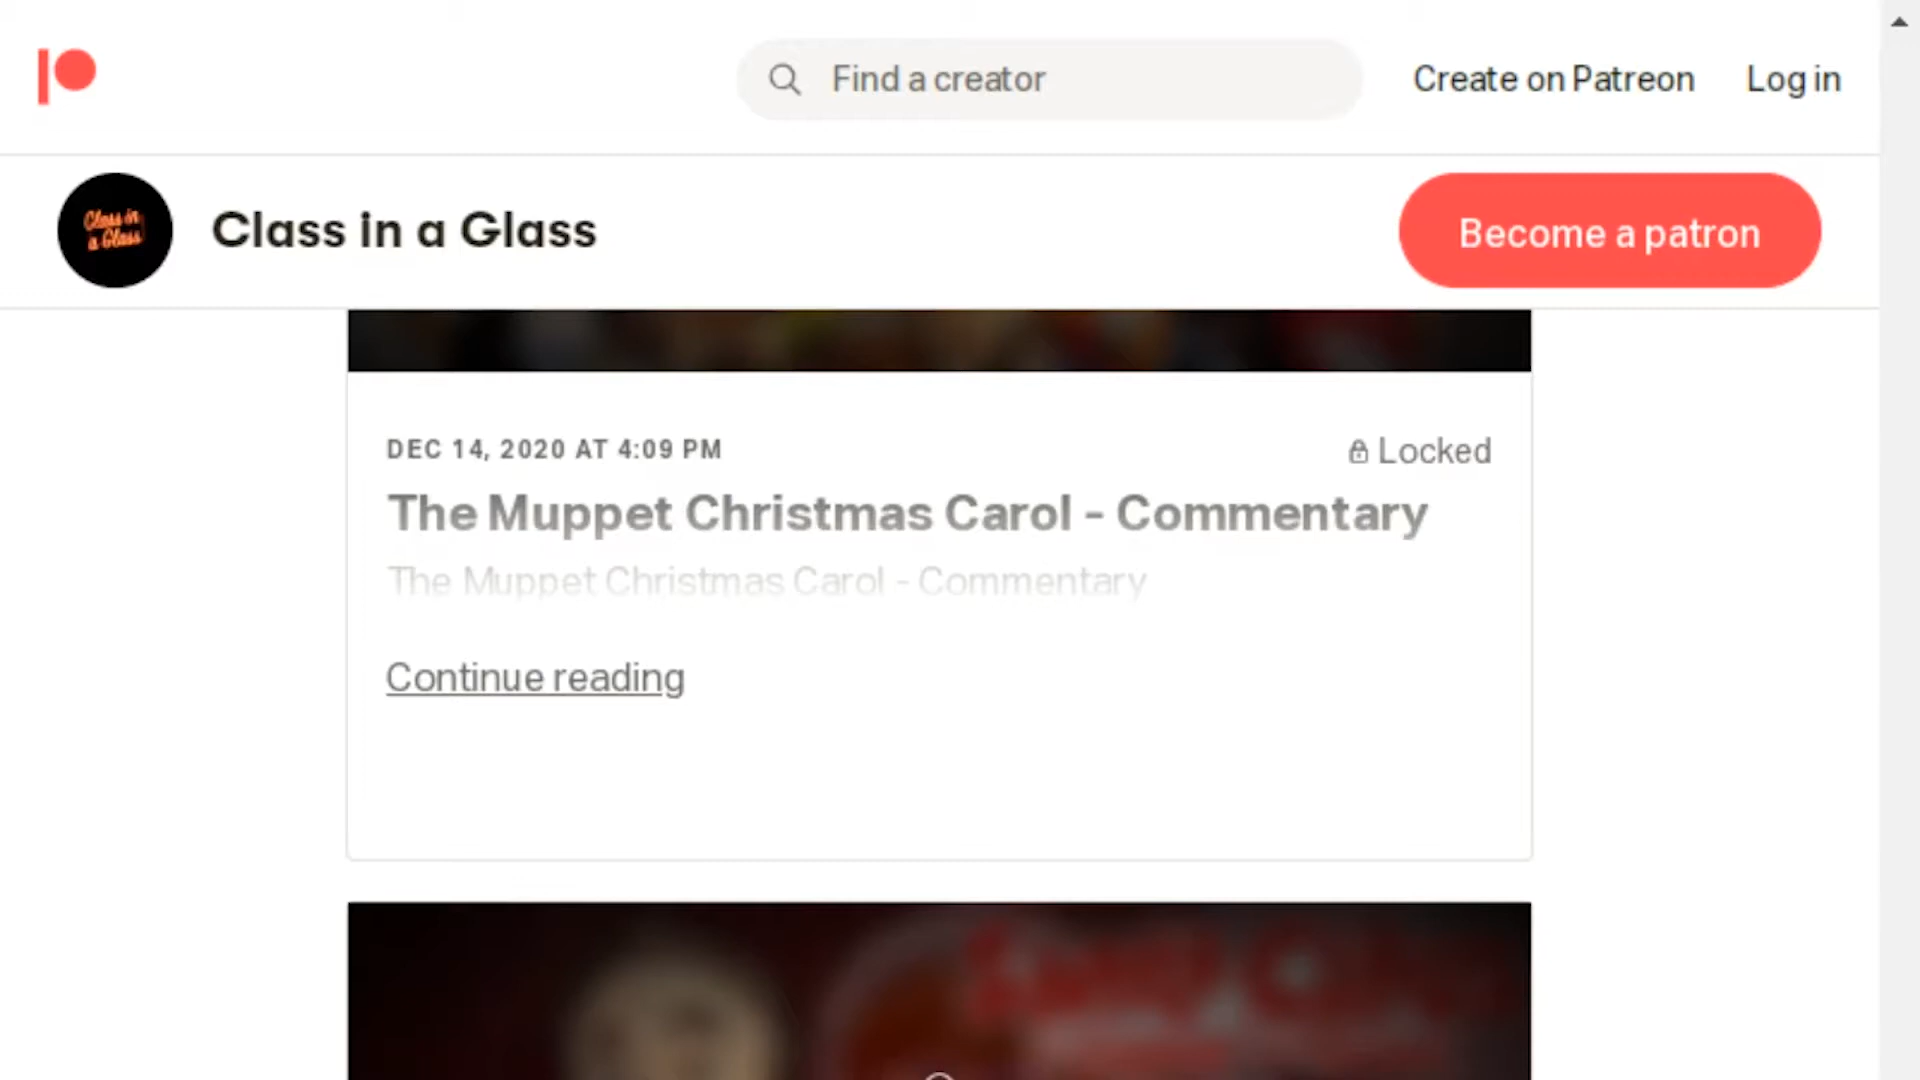 Find a creator
Create on Patreon
Log in
Class in
a Glass
Class in a Glass
Become a patron
DEC 14, 2020 AT 4:09 PM
Locked
The Muppet Christmas Carol - Commentary
The Muppet Christmas Carol - Commentary
Continue reading